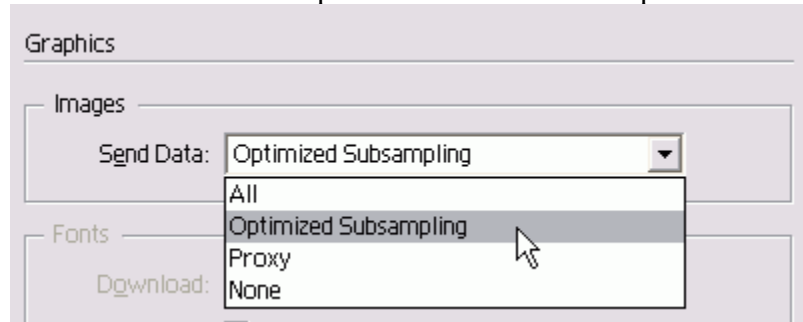 Graphics
Images
Send Data: Optimized Subsampling
All
Optimized Subsampling
Fonts
Proxy
Download:
None